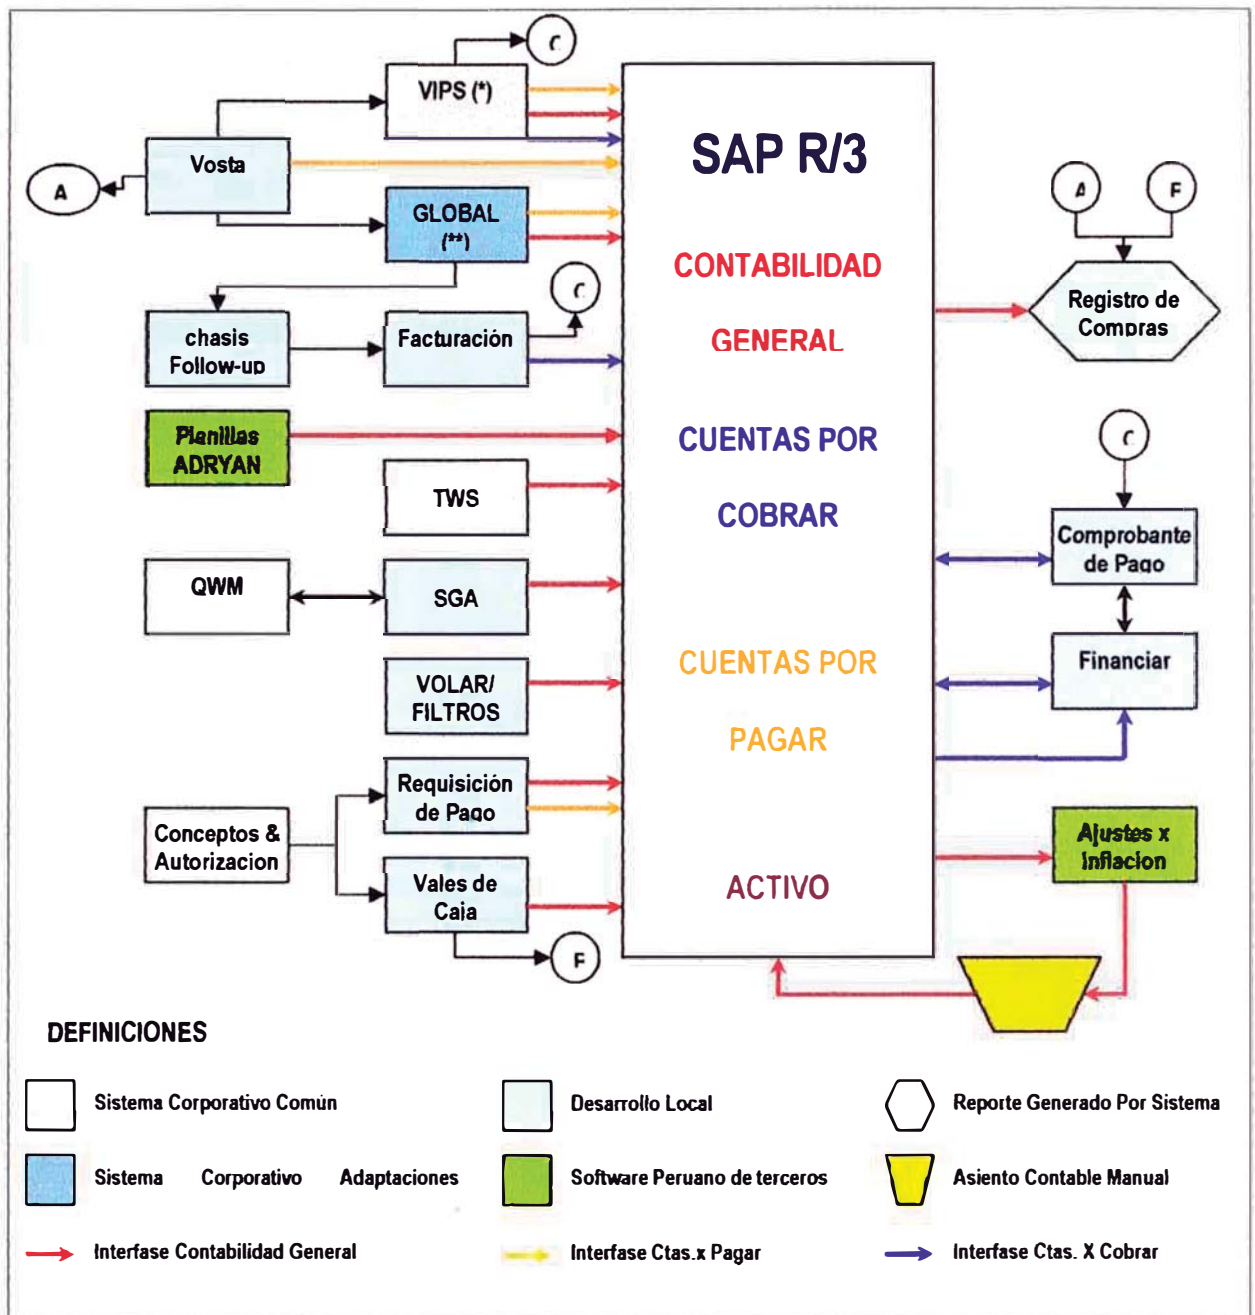 C
VIPS (*)
SAP R/3
Vosta
A
GLOBAL
(**)
A
CONTABILIDAD
GENERAL
C
Registro de
Compras
chasis
Follow-up
Facturación
Planillas
ADRYAN
CUENTAS POR
COBRAR
C
TWS
Comprobante
de Pago
QWM
SGA
CUENTAS POR
PAGAR
Financiar
VOLAR/
FILTROS
Requisición
de Pago
Conceptos &
Autorizacion
Ajustes x
Inflacion
Vales de
Caja
ACTIVO
DEFINICIONES
Sistema Corporativo Común
Desarrollo Local
Reporte Generado Por Sistema
Sistema Corporativo Adaptaciones
Software Peruano de terceros
Asiento Contable Manual
Interfase Contabilidad General
Interfase Ctas.x Pagar
Interfase Ctas. X Cobrar